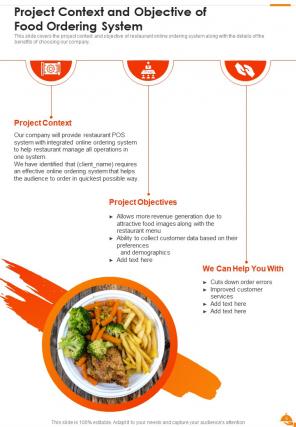 Project Context and Objective of
Food Ordering System
This slide covers the project context and objective of restaurant online ordering system along with the details of the
benefits of choosing our company.
Project Context
Our company will provide restaurant POS
system with integrated online ordering system
to help restaurant manage all operations in
one system.
We have identified that (client_name) requires
an effective online ordering system that helps
the audience to order in quickest possible way.
Project Objectives
► Allows more revenue generation due to
attractive food images along with the
restaurant menu
► Ability to collect customer data based on their
preferences
and demographics
► Add text here
We Can Help You With
► Cuts down order errors
► Improved customer
services
► Add text here
► Add text here
This slide is 100% editable. Adapt it to your needs and capture your audience's attention